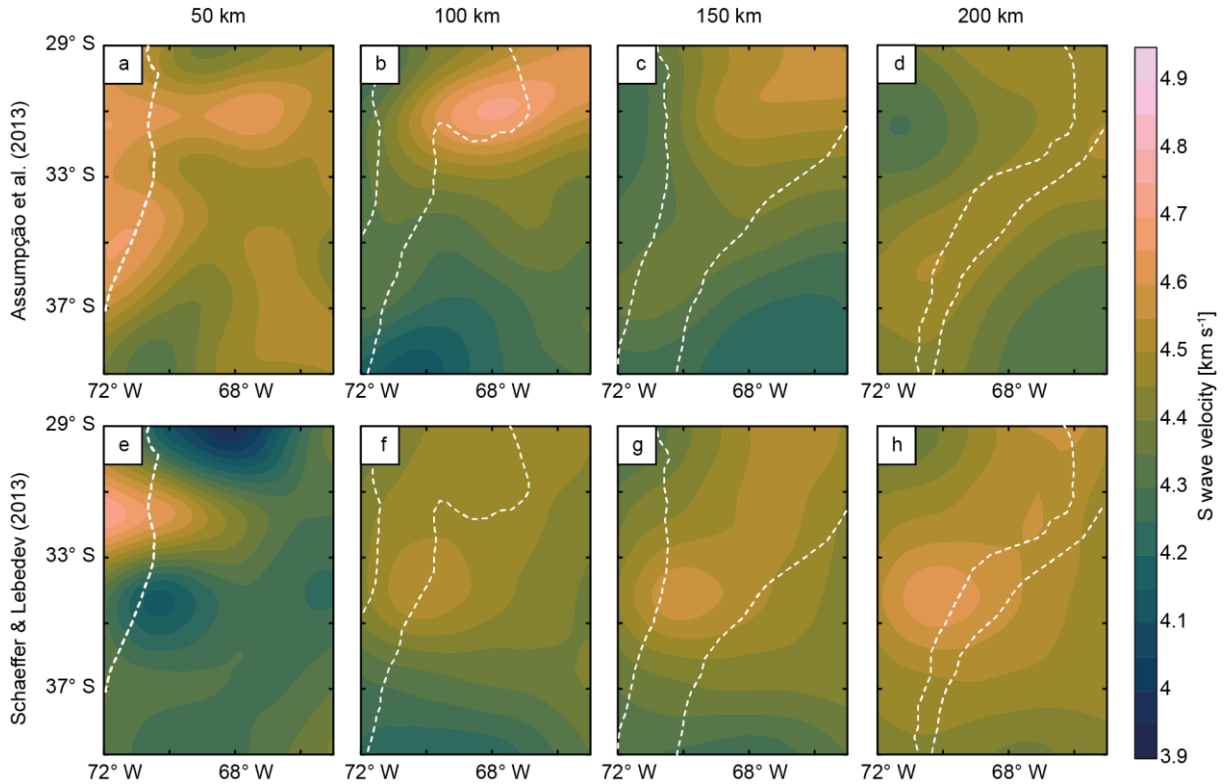 50 km
100 km
150 km
200 km
Assumpção et al. (2013)
29° S
33° S
37° S
a
b
c
d
72° W
68° W
72° W
68° W
72° W
68° W
72° W
68° W
Schaeffer & Lebedev (2013)
29° S
33° S
37° S
e
f
g
h
72° W
68° W
72° W
68° W
72° W
68° W
72° W
68° W
4.9
4.8
4.7
4.6
4.5
4.4
4.3
4.2
4.1
4
3.9
S wave velocity [km s⁻¹]